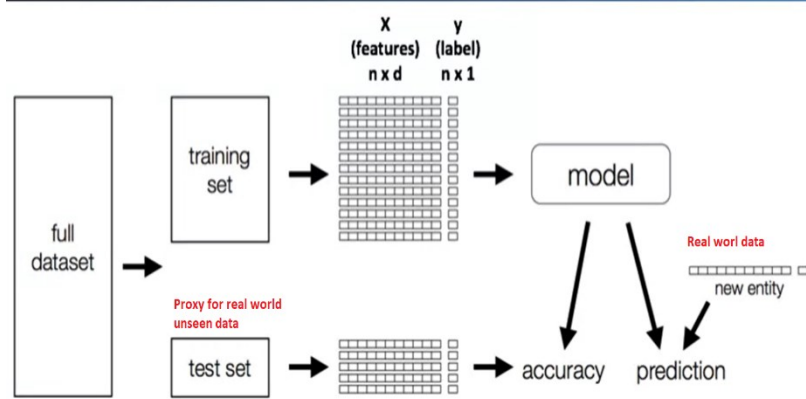 X
(features)
n x d
y
(label)
n x 1
full
dataset
training
set
model
Real worl data
new entity
Proxy for real world
unseen data
test set
accuracy
prediction